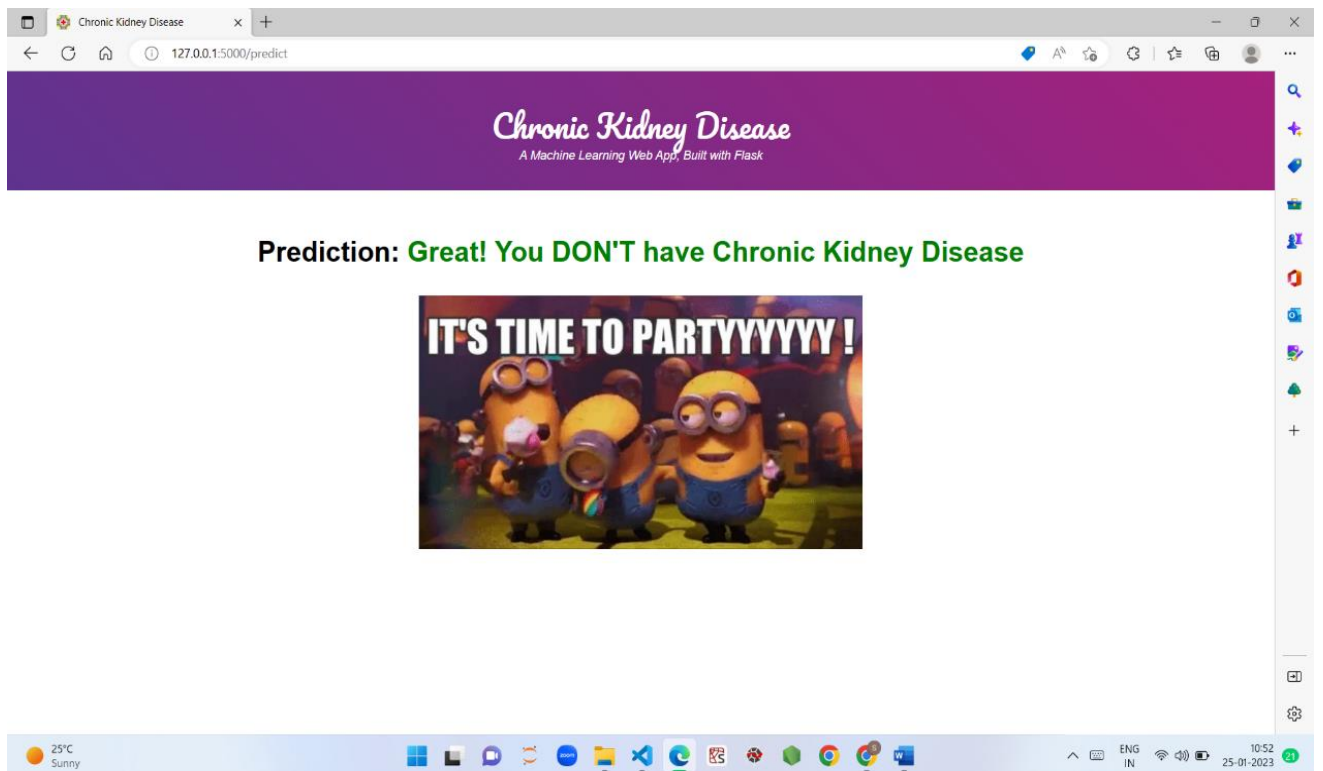 Chronic Kidney Disease
127.0.0.1:5000/predict
Chronic Kidney Disease
A Machine Learning Web App, Built with Flask
Prediction: Great! You DON'T have Chronic Kidney Disease
IT'S TIME TO PARTYYYYYY !
25°C
Sunny
zoom
ENG
IN
10:52
25-01-2023
21